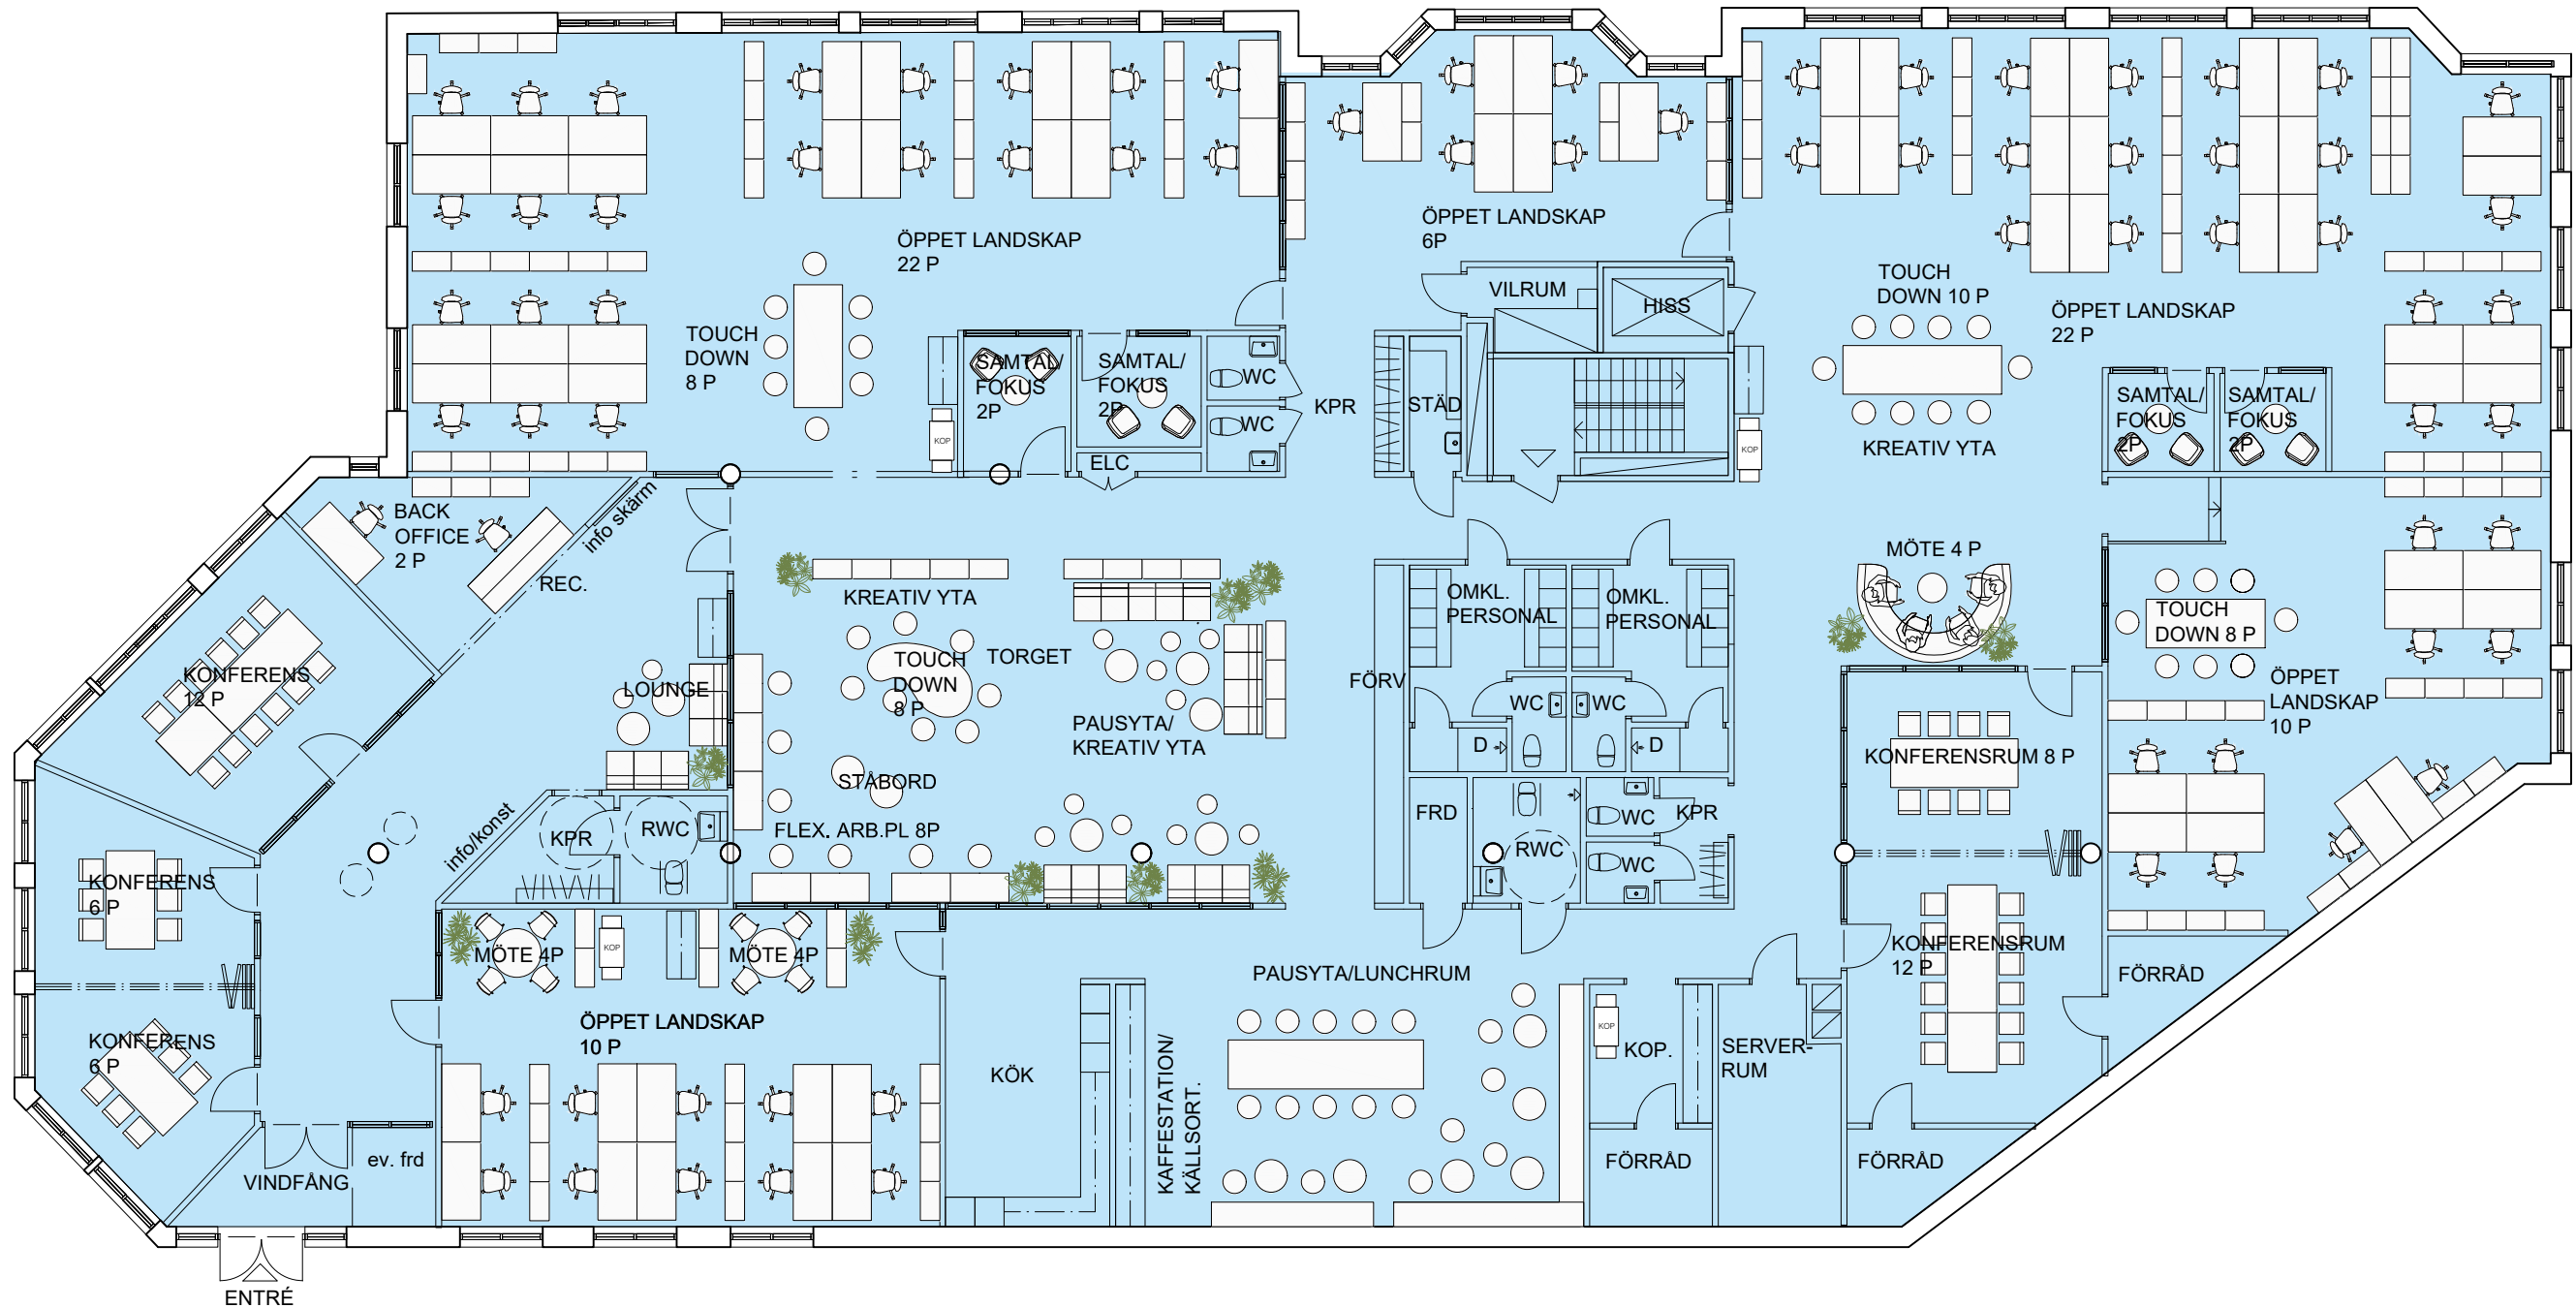 ÖPPET LANDSKAP
22 P
ÖPPET LANDSKAP
6P
TOUCH
DOWN 10 P
ÖPPET LANDSKAP
22 P
VILRUM
HISS
TOUCH
DOWN
8 P
SAMTAL/
FOKUS
2P
SAMTAL/
FOKUS
2P
WC
WC
KPR
STÄD
KOP
KOP
KREATIV YTA
SAMTAL/
FOKUS
2P
SAMTAL/
FOKUS
2P
ELC
BACK
OFFICE
2 P
info skärm
REC.
KREATIV YTA
OMKL.
PERSONAL
OMKL.
PERSONAL
MÖTE 4 P
TOUCH
DOWN 8 P
KONFERENS
12 P
LOUNGE
TOUCH
DOWN
8 P
TORGET
FÖRV
WC
WC
ÖPPET
LANDSKAP
10 P
PAUSYTA/
KREATIV YTA
D
D
KONFERENSRUM 8 P
STÅBORD
FLEX. ARB.PL 8P
info/konst
KPR
RWC
FRD
RWC
WC
KPR
WC
KONFERENS
6 P
MÖTE 4P
KOP
MÖTE 4P
PAUSYTA/LUNCHRUM
KONFERENSRUM
12 P
FÖRRÅD
KONFERENS
6 P
ÖPPET LANDSKAP
10 P
KÖK
KAFFESTATION/
KÄLLSORT.
KOP
KOP.
SERVER-
RUM
VINDFÅNG
ev. frd
FÖRRÅD
FÖRRÅD
ENTRÉ